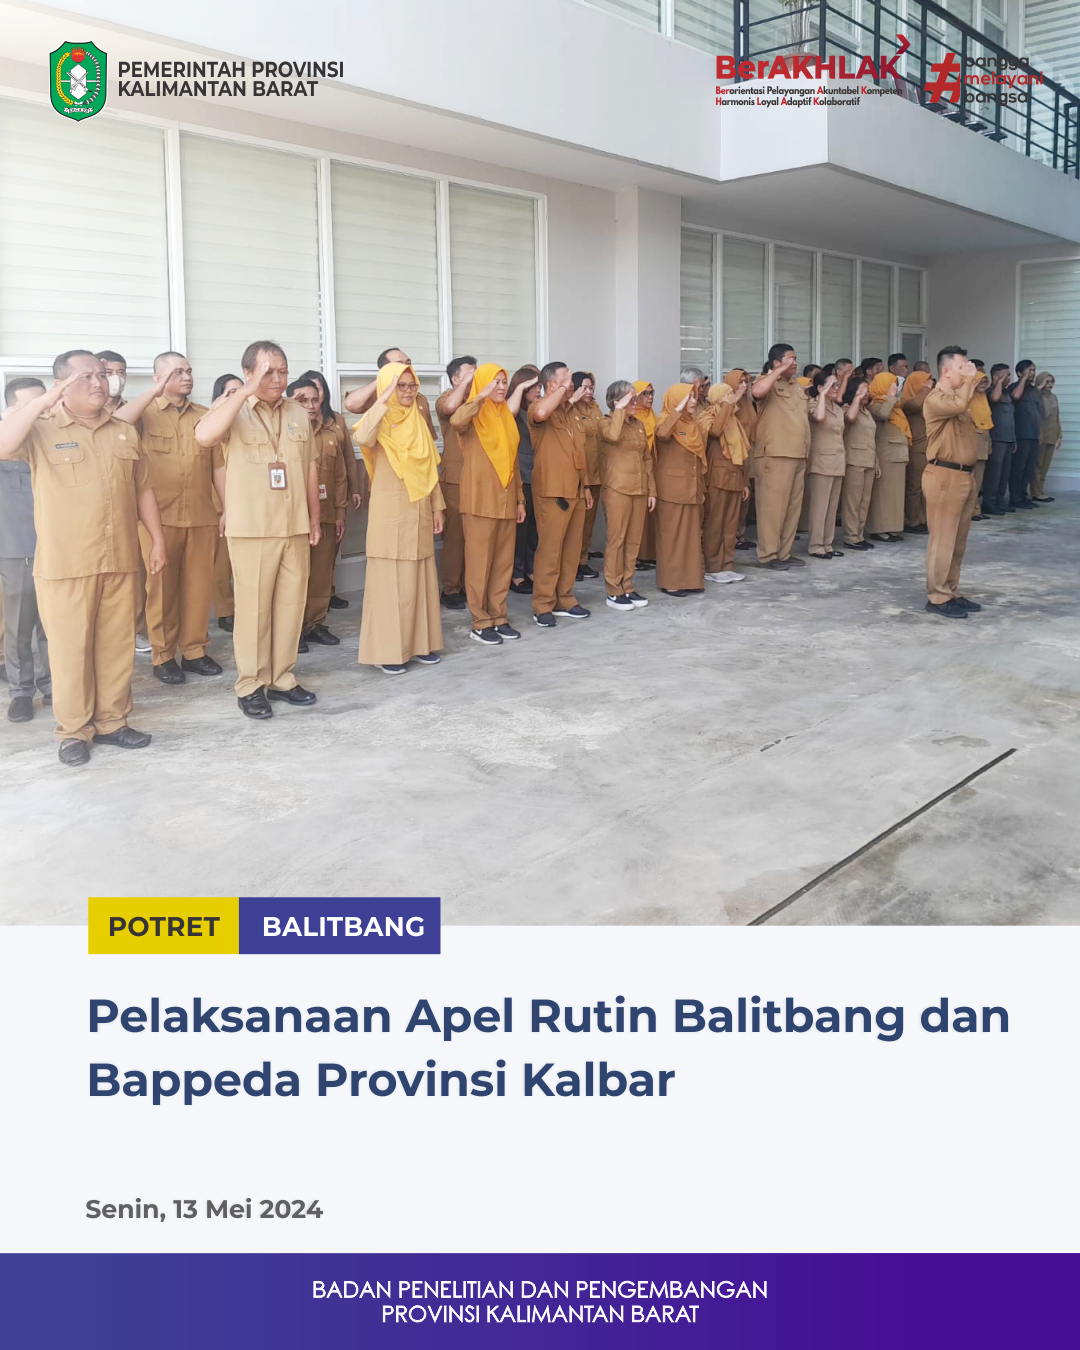 PEMERINTAH PROVINSI
KALIMANTAN BARAT
BerAKHLAK
Berorientasi Pelayangan Akuntabel Kompeten
Harmonis Loyal Adaptif Kolaboratif
#bangga
melayani
bangsa
POTRET BALITBANG
Pelaksanaan Apel Rutin Balitbang dan
Bappeda Provinsi Kalbar
Senin, 13 Mei 2024
BADAN PENELITIAN DAN PENGEMBANGAN
PROVINSI KALIMANTAN BARAT